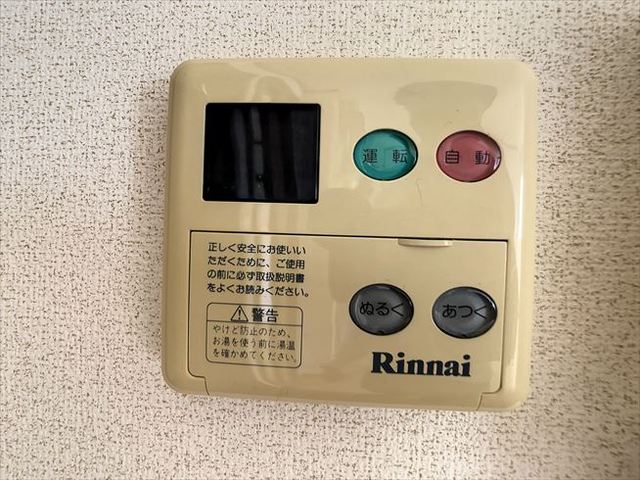 運転
自動
正しく安全にお使いい
ただくために、ご使用
の前に必ず取扱説明書
をよくお読みください。
警告
やけど防止のため、
お湯を使う前に湯温
を確かめてください。
ぬるく
あつく
Rinnai